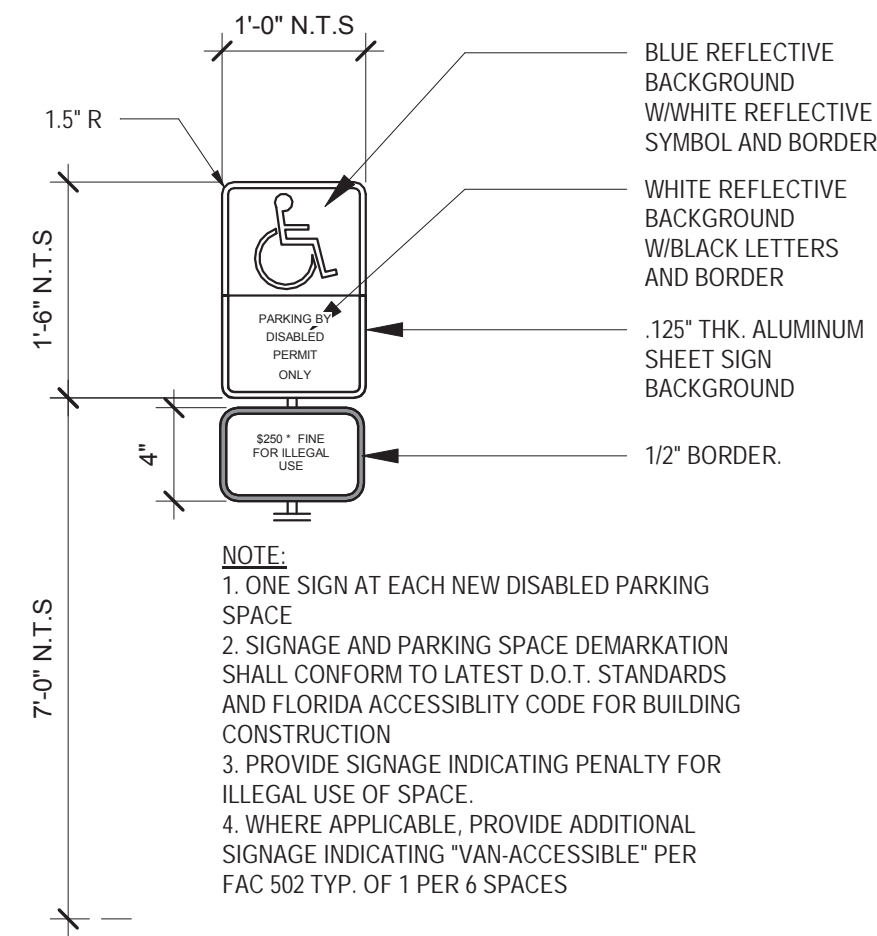 1'-0" N.T.S
BLUE REFLECTIVE
BACKGROUND
W/WHITE REFLECTIVE
SYMBOL AND BORDER
1.5" R
WHITE REFLECTIVE
BACKGROUND
W/BLACK LETTERS
AND BORDER
1'-6" N.T.S
PARKING BY
DISABLED
PERMIT
ONLY
.125" THK. ALUMINUM
SHEET SIGN
BACKGROUND
4"
$250 * FINE
FOR ILLEGAL
USE
1/2" BORDER.
7'-0" N.T.S
NOTE:
1. ONE SIGN AT EACH NEW DISABLED PARKING
SPACE
2. SIGNAGE AND PARKING SPACE DEMARKATION
SHALL CONFORM TO LATEST D.O.T. STANDARDS
AND FLORIDA ACCESSIBLITY CODE FOR BUILDING
CONSTRUCTION
3. PROVIDE SIGNAGE INDICATING PENALTY FOR
ILLEGAL USE OF SPACE.
4. WHERE APPLICABLE, PROVIDE ADDITIONAL
SIGNAGE INDICATING "VAN-ACCESSIBLE" PER
FAC 502 TYP. OF 1 PER 6 SPACES